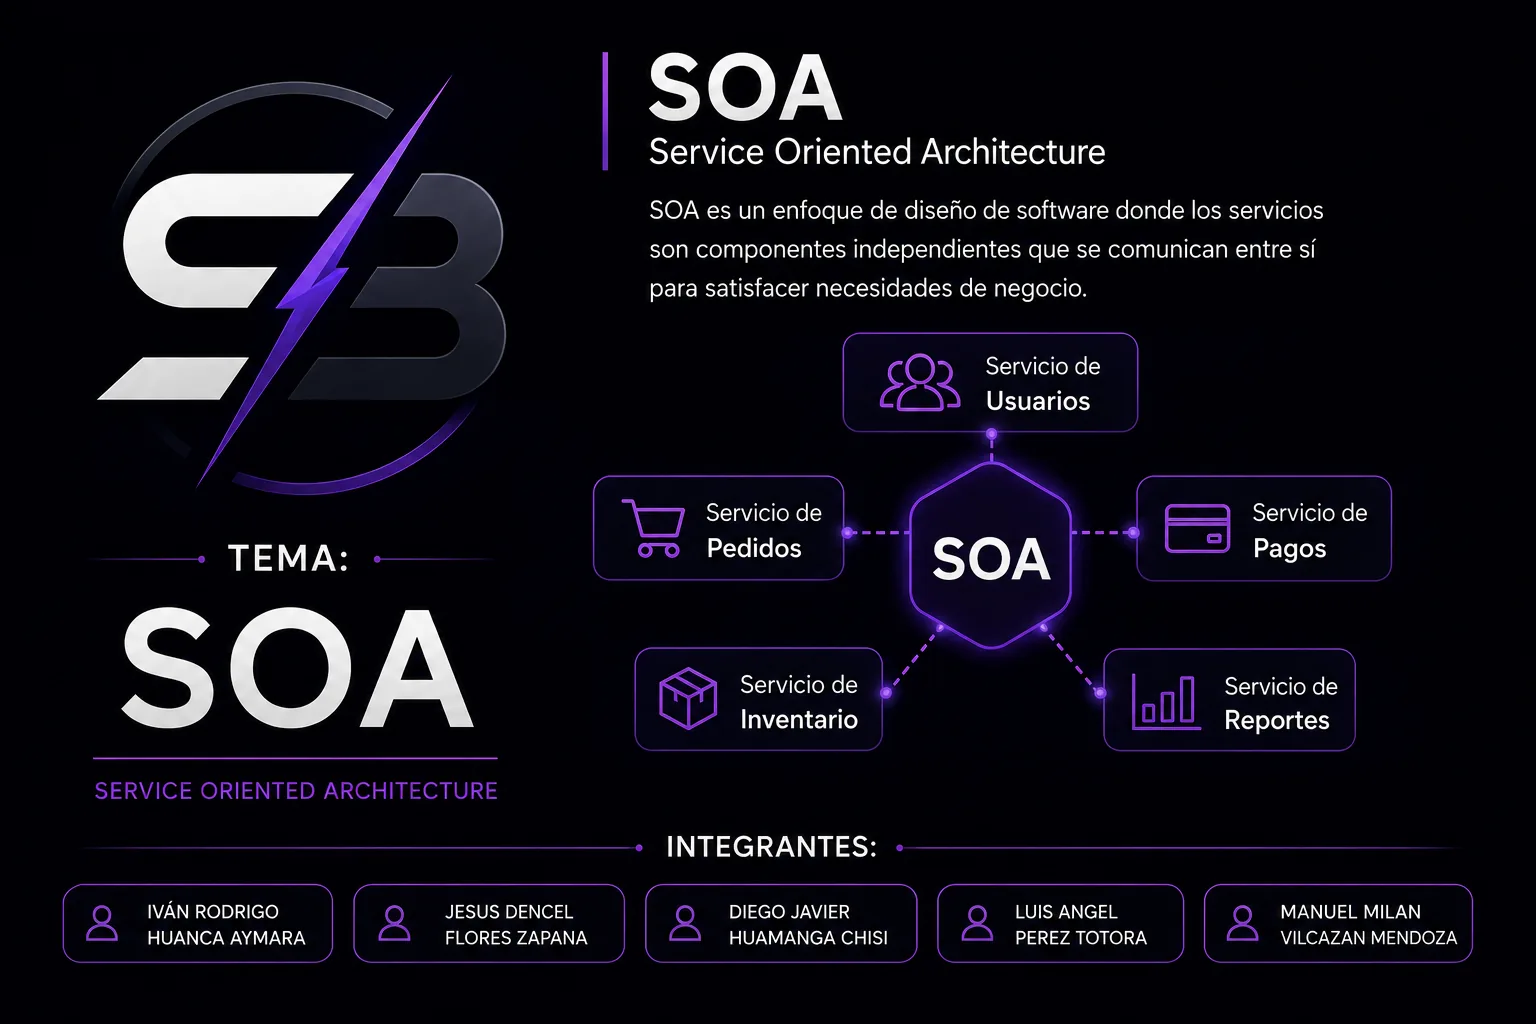 SB
TEMA:
SOA
SERVICE ORIENTED ARCHITECTURE
SOA
Service Oriented Architecture
SOA es un enfoque de diseño de software donde los servicios
son componentes independientes que se comunican entre sí
para satisfacer necesidades de negocio.
Servicio de
Usuarios
Servicio de
Pedidos
SOA
Servicio de
Pagos
Servicio de
Inventario
Servicio de
Reportes
INTEGRANTES:
IVÁN RODRIGO
HUANCA AYMARA
JESUS DENCEL
FLORES ZAPANA
DIEGO JAVIER
HUAMANGA CHISI
LUIS ANGEL
PEREZ TOTORA
MANUEL MILAN
VILCAZAN MENDOZA